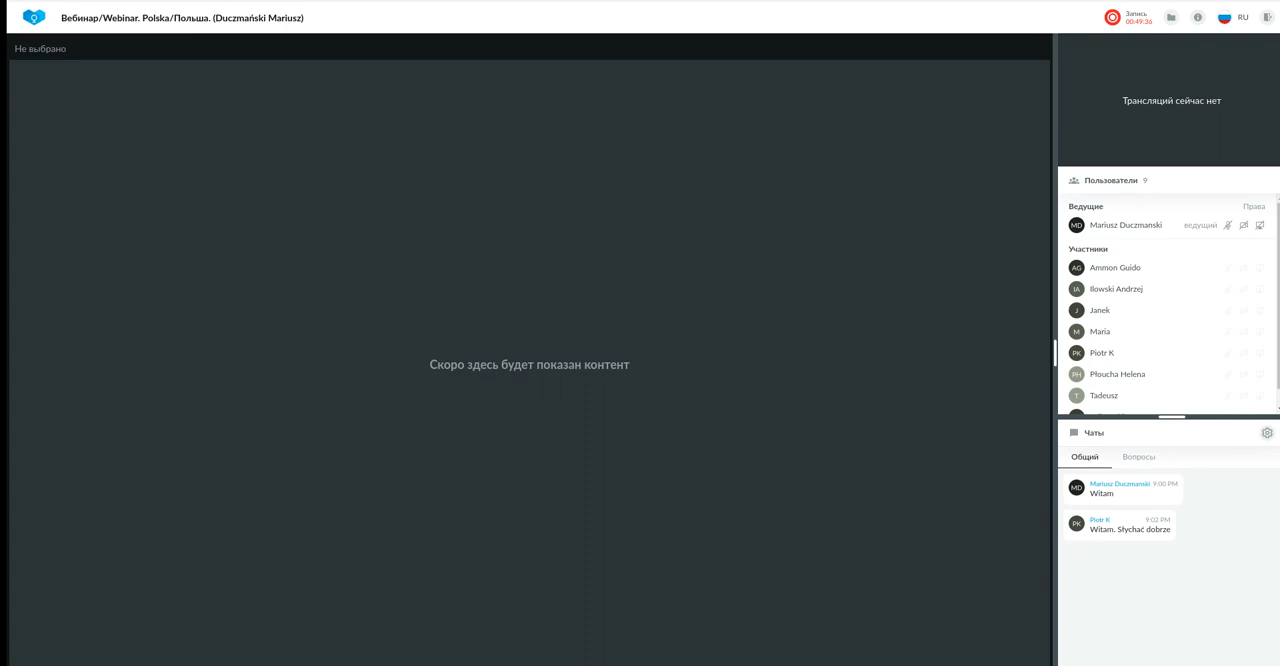 Вебинар/Webinar. Polska/Польша. (Duczmański Mariusz)
Запись
00:49:36
RU
Не выбрано
Скоро здесь будет показан контент
Трансляций сейчас нет
Пользователи 9
Ведущие Права
MD Mariusz Duczmanski ведущий
Участники
AG Ammon Guido
IA Ilowski Andrzej
J Janek
M Maria
PK Piotr K
PH Płoucha Helena
T Tadeusz
Чаты
Общий Вопросы
MD Mariusz Duczmanski 9:00 PM
Witam
PK Piotr K 9:02 PM
Witam. Słychać dobrze